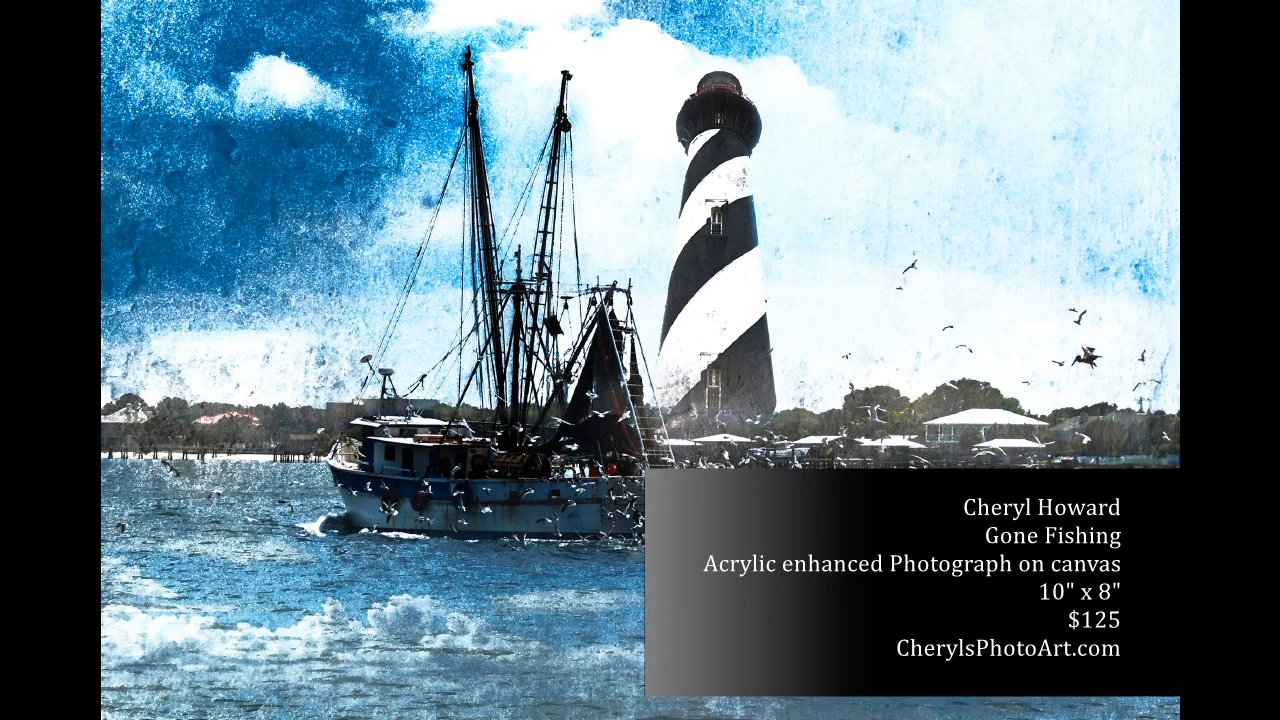 Cheryl Howard
Gone Fishing
Acrylic enhanced Photograph on canvas
10" x 8"
$125
CherylsPhotoArt.com